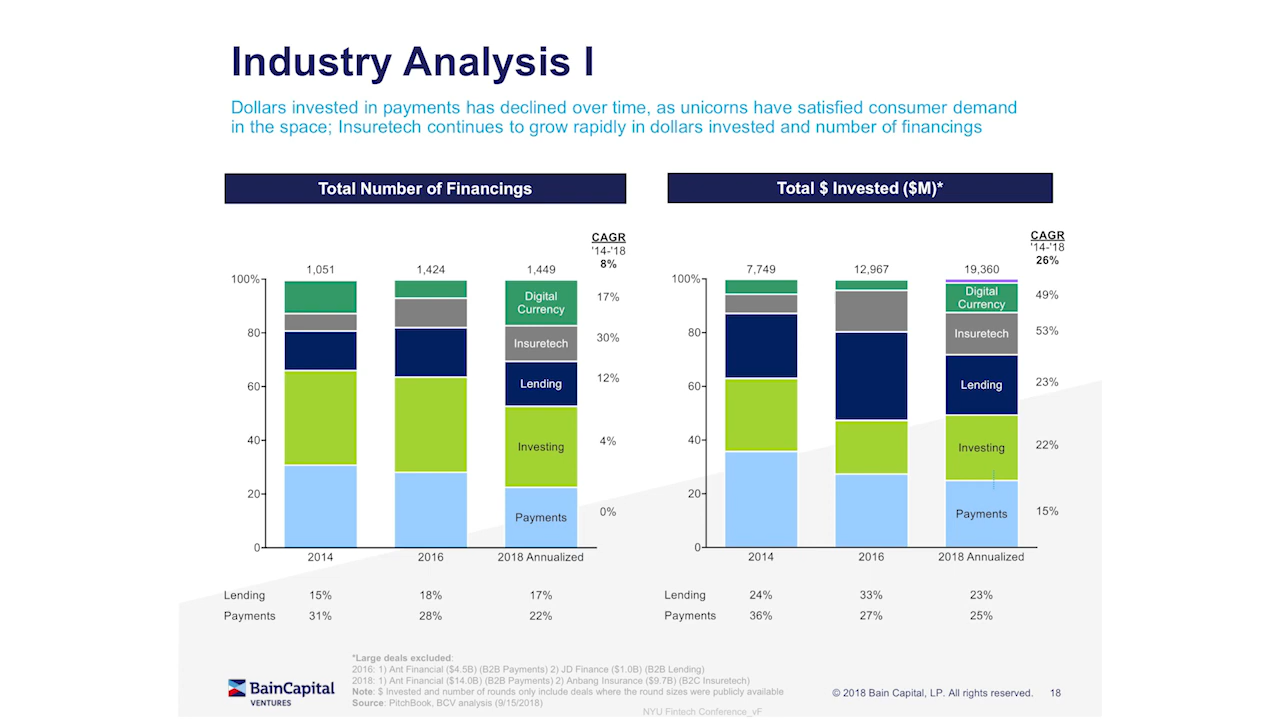 Industry Analysis I
Dollars invested in payments has declined over time, as unicorns have satisfied consumer demand
in the space; Insuretech continues to grow rapidly in dollars invested and number of financings
Total Number of Financings
CAGR
'14-'18
8%
1,051 1,424 1,449
100%
80
60
40
20
0
Digital
Currency
Insuretech
Lending
Investing
Payments
17%
30%
12%
4%
0%
2014 2016 2018 Annualized
Lending 15% 18% 17%
Payments 31% 28% 22%
Total $ Invested ($M)*
CAGR
'14-'18
26%
7,749 12,967 19,360
100%
80
60
40
20
0
Digital
Currency
Insuretech
Lending
Investing
Payments
49%
53%
23%
22%
15%
2014 2016 2018 Annualized
Lending 24% 33% 23%
Payments 36% 27% 25%
*Large deals excluded:
2016: 1) Ant Financial ($4.5B) (B2B Payments) 2) JD Finance ($1.0B) (B2B Lending)
2018: 1) Ant Financial ($14.0B) (B2B Payments) 2) Anbang Insurance ($9.7B) (B2C Insuretech)
Note: $ Invested and number of rounds only include deals where the round sizes were publicly available
Source: PitchBook, BCV analysis (9/15/2018)
BainCapital
VENTURES
© 2018 Bain Capital, LP. All rights reserved. 18
NYU Fintech Conference_vF